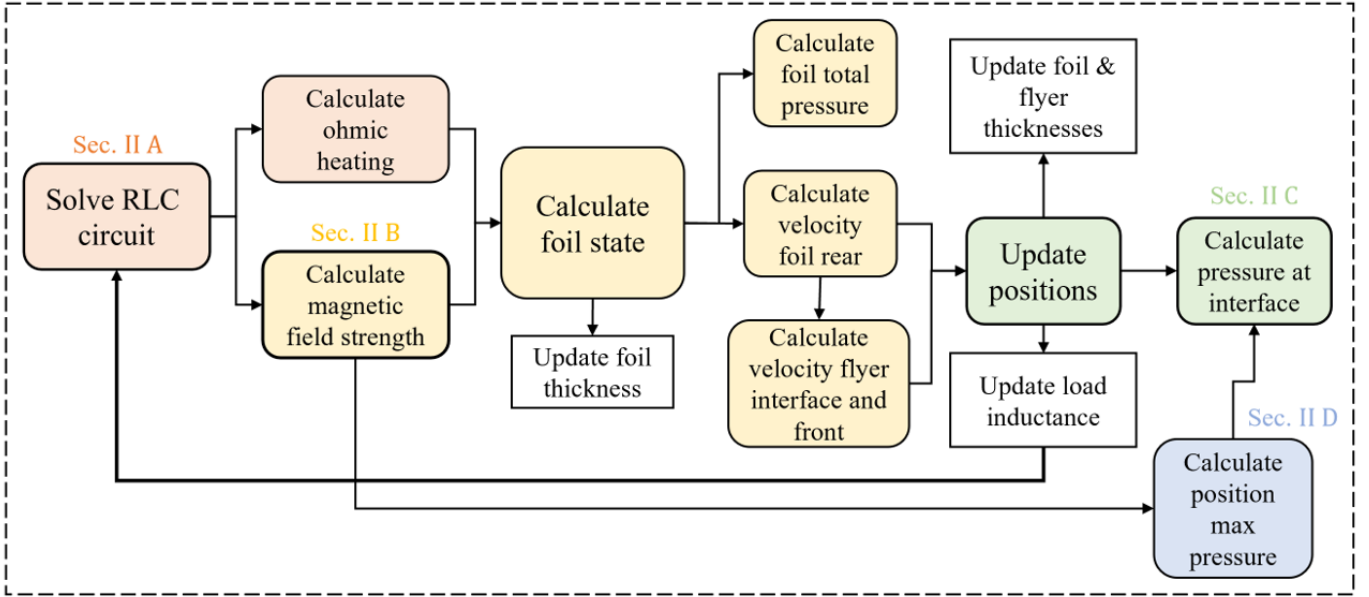 Sec. II A
Solve RLC
circuit
Calculate
ohmic
heating
Sec. II B
Calculate
magnetic
field strength
Calculate
foil state
Update foil
thickness
Calculate
foil total
pressure
Calculate
velocity
foil rear
Calculate
velocity flyer
interface and
front
Update foil &
flyer
thicknesses
Update
positions
Update load
inductance
Sec. II C
Calculate
pressure at
interface
Sec. II D
Calculate
position
max
pressure